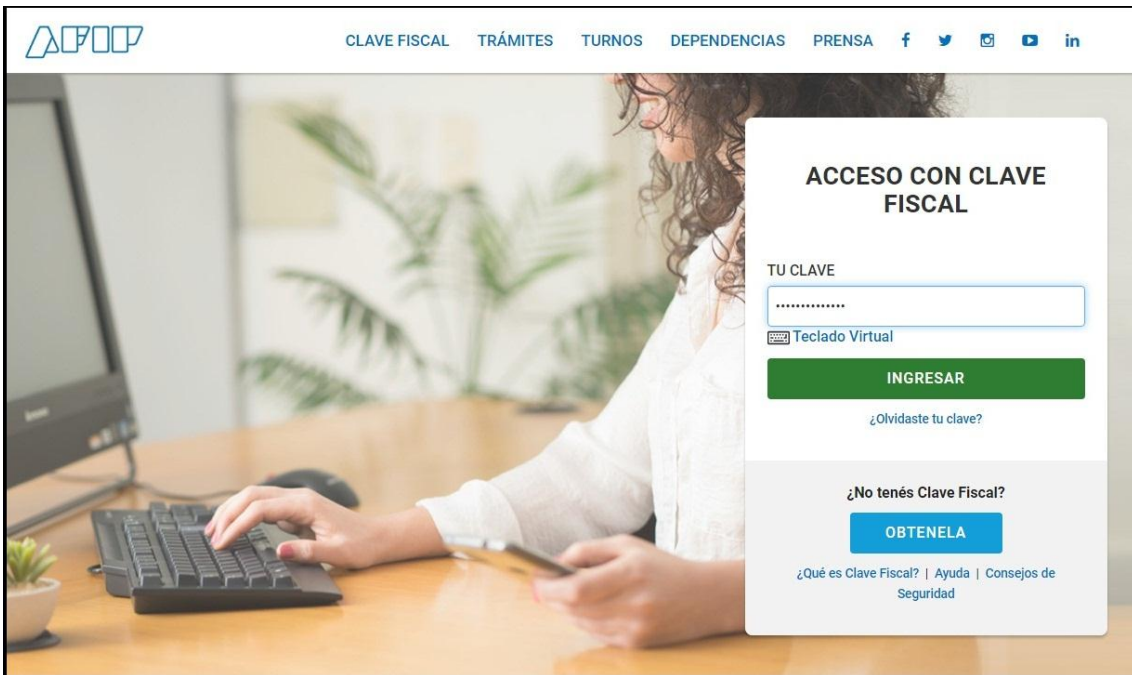 AFIP
CLAVE FISCAL TRÁMITES TURNOS DEPENDENCIAS PRENSA
ACCESO CON CLAVE
FISCAL
TU CLAVE
••••••••••••••
Teclado Virtual
INGRESAR
¿Olvidaste tu clave?
¿No tenés Clave Fiscal?
OBTENELA
¿Qué es Clave Fiscal? | Ayuda | Consejos de
Seguridad
lenovo